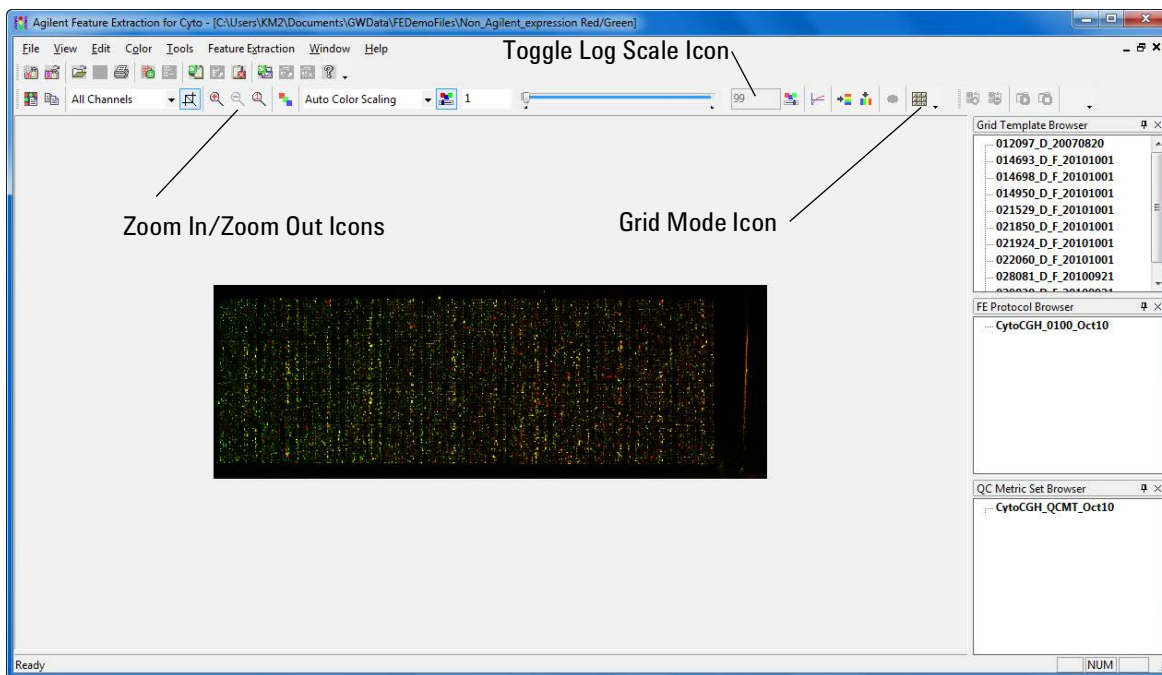 Agilent Feature Extraction for Cyto - [C:\Users\KM2\Documents\GWData\FEDemoFiles\Non_Agilent_expression Red/Green]
File View Edit Color Tools Feature Extraction Window Help
Toggle Log Scale Icon
All Channels Auto Color Scaling 1 99
Zoom In/Zoom Out Icons
Grid Mode Icon
Grid Template Browser
012097_D_20070820
014693_D_F_20101001
014698_D_F_20101001
014950_D_F_20101001
021529_D_F_20101001
021850_D_F_20101001
021924_D_F_20101001
022060_D_F_20101001
028081_D_F_20100921
FE Protocol Browser
CytoCGH_0100_Oct10
QC Metric Set Browser
CytoCGH_QCMT_Oct10
Ready NUM